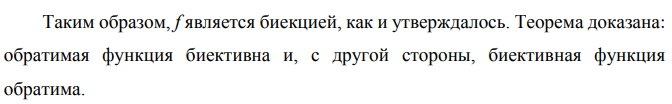 Таким образом, f является биекцией, как и утверждалось. Теорема доказана:
обратимая функция биективна и, с другой стороны, биективная функция
обратима.